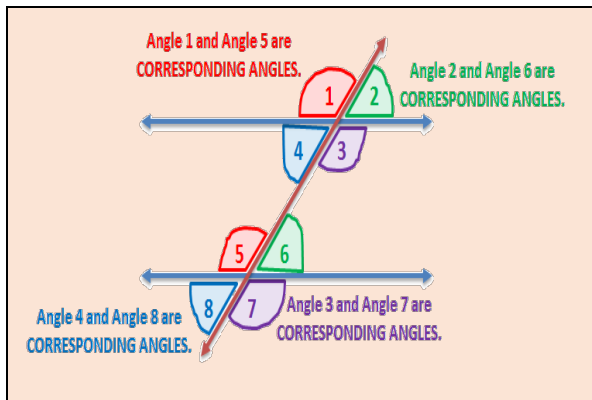 Angle 1 and Angle 5 are
CORRESPONDING ANGLES.
Angle 2 and Angle 6 are
CORRESPONDING ANGLES.
1
2
4
3
5
6
8
7
Angle 3 and Angle 7 are
CORRESPONDING ANGLES.
Angle 4 and Angle 8 are
CORRESPONDING ANGLES.